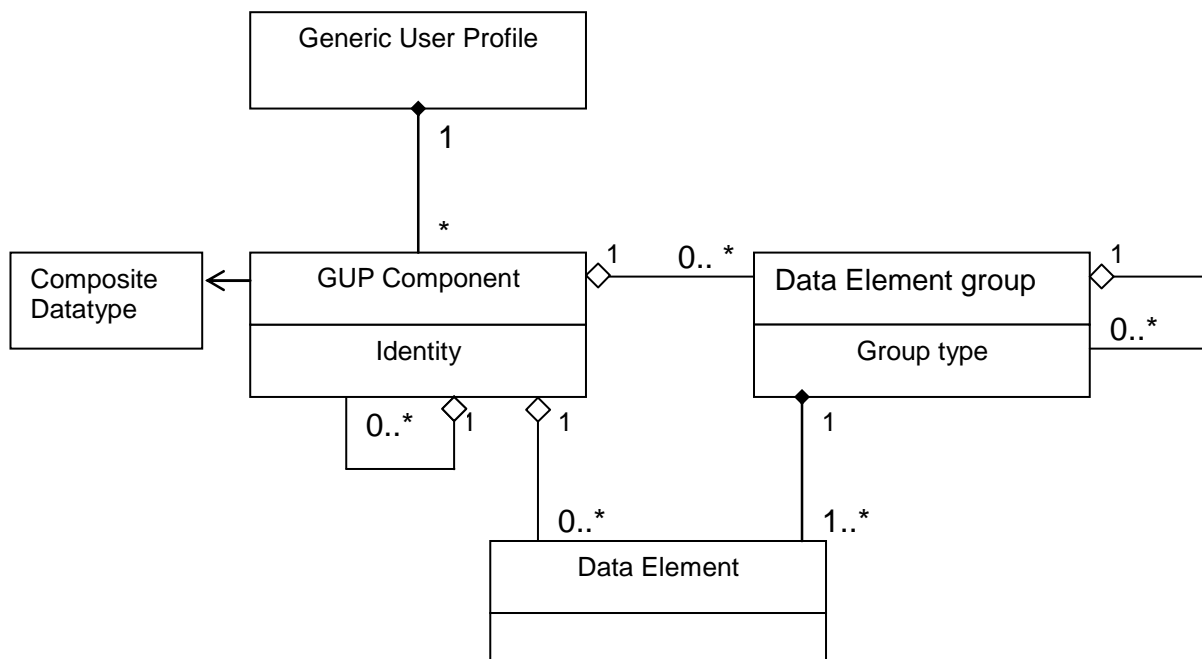 Generic User Profile
1
*
Composite
Datatype
GUP Component
1
0.. *
Data Element group
1
Identity
Group type
0..*
0..*
1
1
1
0..*
1..*
Data Element